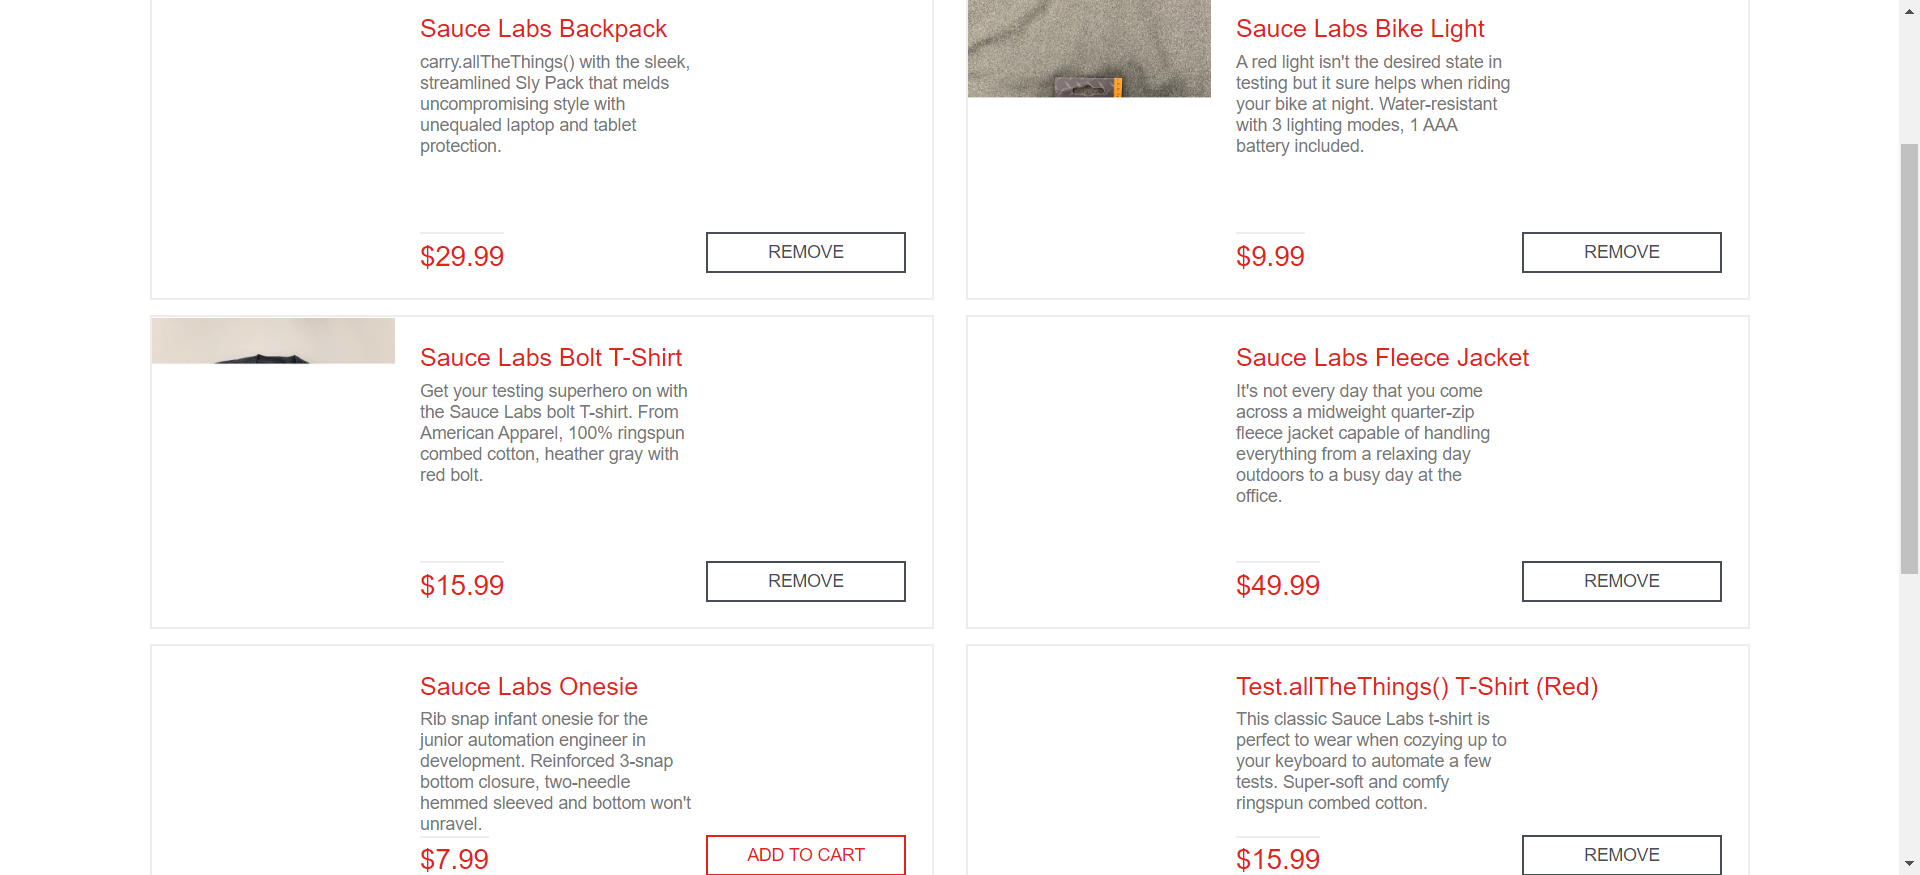 Sauce Labs Backpack
carry.allTheThings() with the sleek,
streamlined Sly Pack that melds
uncompromising style with
unequaled laptop and tablet
protection.
$29.99
REMOVE
Sauce Labs Bike Light
A red light isn't the desired state in
testing but it sure helps when riding
your bike at night. Water-resistant
with 3 lighting modes, 1 AAA
battery included.
$9.99
REMOVE
Sauce Labs Bolt T-Shirt
Get your testing superhero on with
the Sauce Labs bolt T-shirt. From
American Apparel, 100% ringspun
combed cotton, heather gray with
red bolt.
$15.99
REMOVE
Sauce Labs Fleece Jacket
It's not every day that you come
across a midweight quarter-zip
fleece jacket capable of handling
everything from a relaxing day
outdoors to a busy day at the
office.
$49.99
REMOVE
Sauce Labs Onesie
Rib snap infant onesie for the
junior automation engineer in
development. Reinforced 3-snap
bottom closure, two-needle
hemmed sleeved and bottom won't
unravel.
$7.99
ADD TO CART
Test.allTheThings() T-Shirt (Red)
This classic Sauce Labs t-shirt is
perfect to wear when cozying up to
your keyboard to automate a few
tests. Super-soft and comfy
ringspun combed cotton.
$15.99
REMOVE